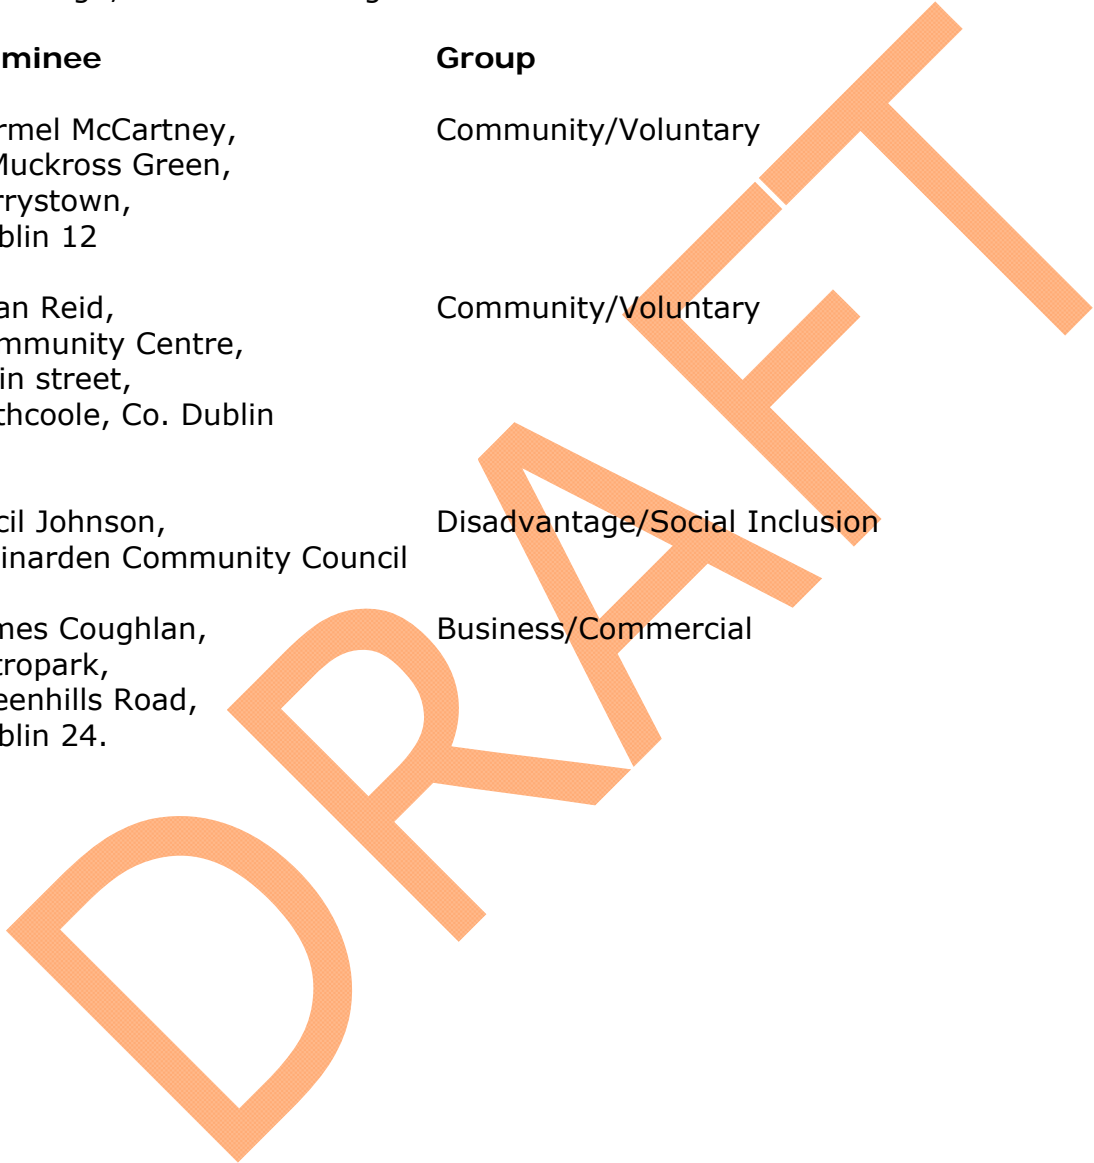 minee Group
rmel McCartney, Community/Voluntary
Muckross Green,
rrystown,
blin 12
an Reid, Community/Voluntary
mmunity Centre,
in street,
thcoole, Co. Dublin
cil Johnson, Disadvantage/Social Inclusion
inarden Community Council
mes Coughlan, Business/Commercial
tropark,
eenhills Road,
blin 24.
DRAFT